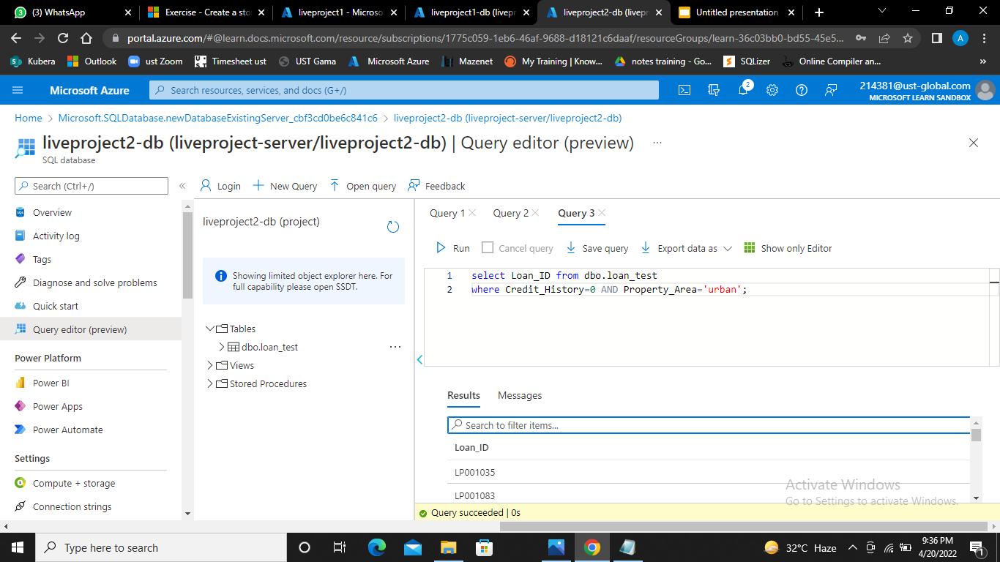 (3) WhatsApp
Exercise - Create a sto
liveproject1 - Microso
liveproject1-db (livepr
liveproject2-db (livepr
Untitled presentation
portal.azure.com/#@learn.docs.microsoft.com/resource/subscriptions/1775c059-1eb6-46af-9688-d18121c6daaf/resourceGroups/learn-36c03bb0-bd55-45e5...
A
Kubera
Outlook
ust Zoom
Timesheet ust
UST Gama
Microsoft Azure
Mazenet
My Training | Know...
notes training - Go...
SQLizer
Online Compiler an...
Microsoft Azure
Search resources, services, and docs (G+/)
2
214381@ust-global.com
MICROSOFT LEARN SANDBOX
Home > Microsoft.SQLDatabase.newDatabaseExistingServer_cbf3cd0be6c841c6 > liveproject2-db (liveproject-server/liveproject2-db)
liveproject2-db (liveproject-server/liveproject2-db) | Query editor (preview) ...
SQL database
Search (Ctrl+/)
Overview
Activity log
Tags
Diagnose and solve problems
Quick start
Query editor (preview)
Power Platform
Power BI
Power Apps
Power Automate
Settings
Compute + storage
Connection strings
Login
New Query
Open query
Feedback
liveproject2-db (project)
Showing limited object explorer here. For
full capability please open SSDT.
Tables
dbo.loan_test
Views
Stored Procedures
Query 1
Query 2
Query 3
Run
Cancel query
Save query
Export data as
Show only Editor
1 select Loan_ID from dbo.loan_test
2 where Credit_History=0 AND Property_Area='urban';
Results
Messages
Search to filter items...
Loan_ID
LP001035
LP001083
Activate Windows
Go to Settings to activate Windows.
Query succeeded | 0s
Type here to search
32°C Haze
9:36 PM
4/20/2022
1